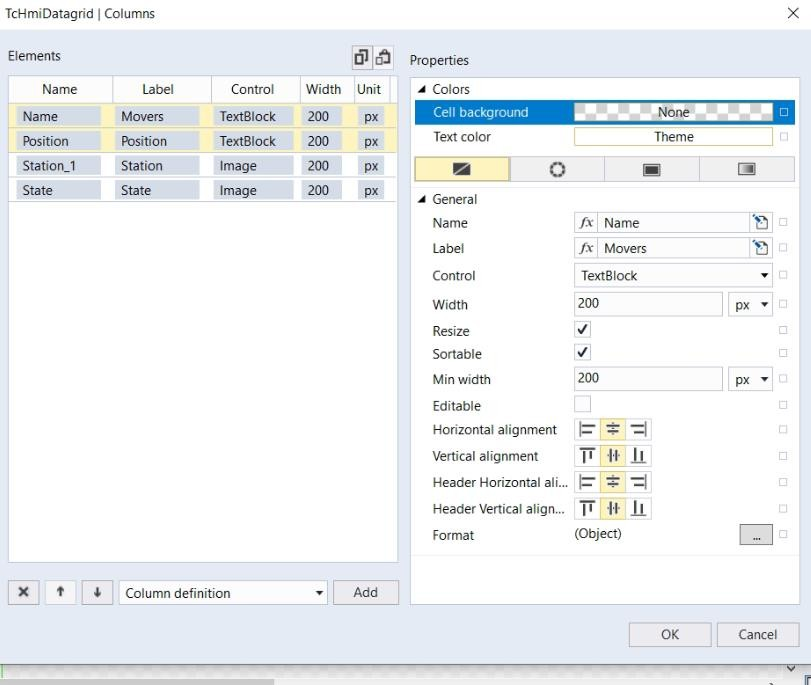 TcHmiDatagrid | Columns
Elements
Name Label Control Width Unit
Name Movers TextBlock 200 px
Position Position TextBlock 200 px
Station_1 Station Image 200 px
State State Image 200 px
Column definition Add
Properties
Colors
Cell background None
Text color Theme
General
Name fx Name
Label fx Movers
Control TextBlock
Width 200 px
Resize
Sortable
Min width 200 px
Editable
Horizontal alignment
Vertical alignment
Header Horizontal ali...
Header Vertical align...
Format (Object) ...
OK Cancel